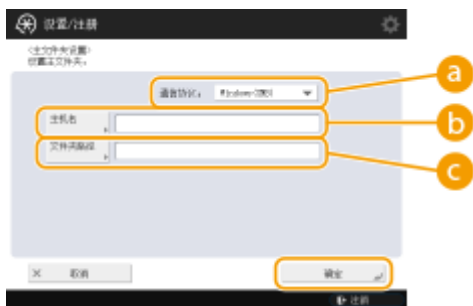 设置/注册
<主文件夹设置>
设置主文件夹。
通信协议: Windows(SMB)
a
主机名
b
文件夹路径
c
× 取消
确定
注销